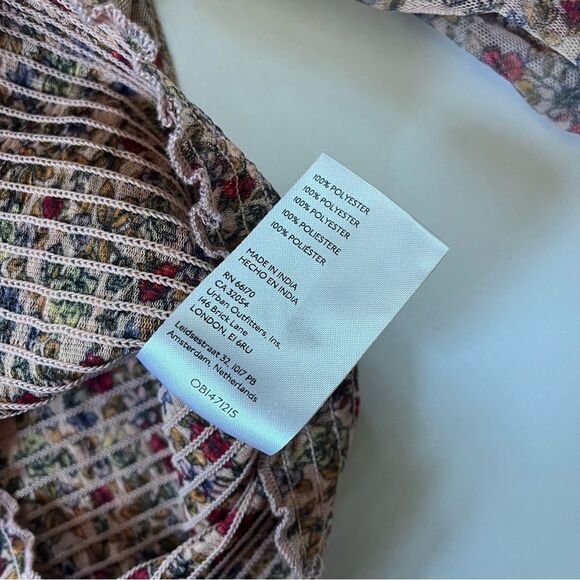 100% POLYESTER
100% POLYESTER
100% POLYESTER
100% POLIESTERE
100% POLIÉSTER
MADE IN INDIA
HECHO EN INDIA
RN 66170
CA 32054
Urban Outfitters, Ins.
146 Brick Lane
LONDON, E1 6RU
Leidsestraat 32, 1017 PB
Amsterdam, Netherlands
OB1471215